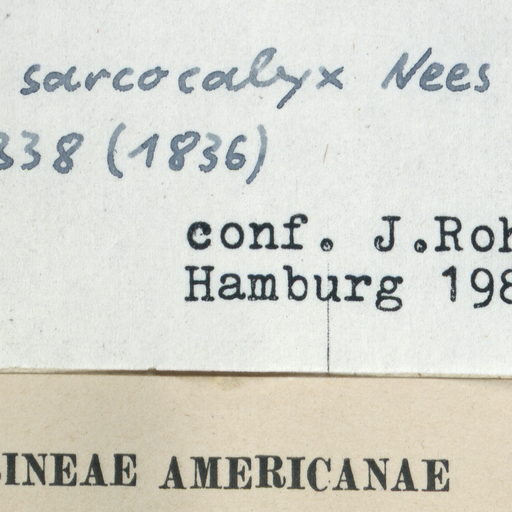 sarcocalyx Nees
338 (1836)
conf. J.Roh
Hamburg 198
INEAE AMERICANAE